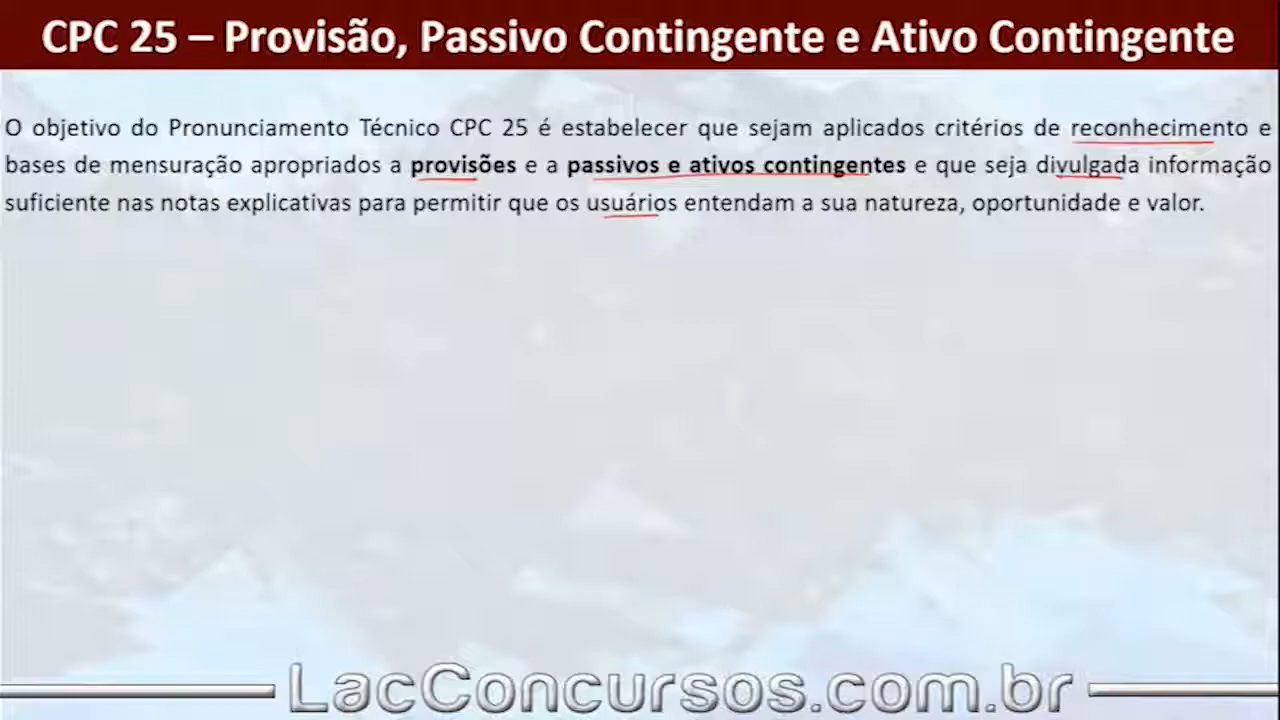 CPC 25 – Provisão, Passivo Contingente e Ativo Contingente
O objetivo do Pronunciamento Técnico CPC 25 é estabelecer que sejam aplicados critérios de reconhecimento e
bases de mensuração apropriados a provisões e a passivos e ativos contingentes e que seja divulgada informação
suficiente nas notas explicativas para permitir que os usuários entendam a sua natureza, oportunidade e valor.
LacConcursos.com.br